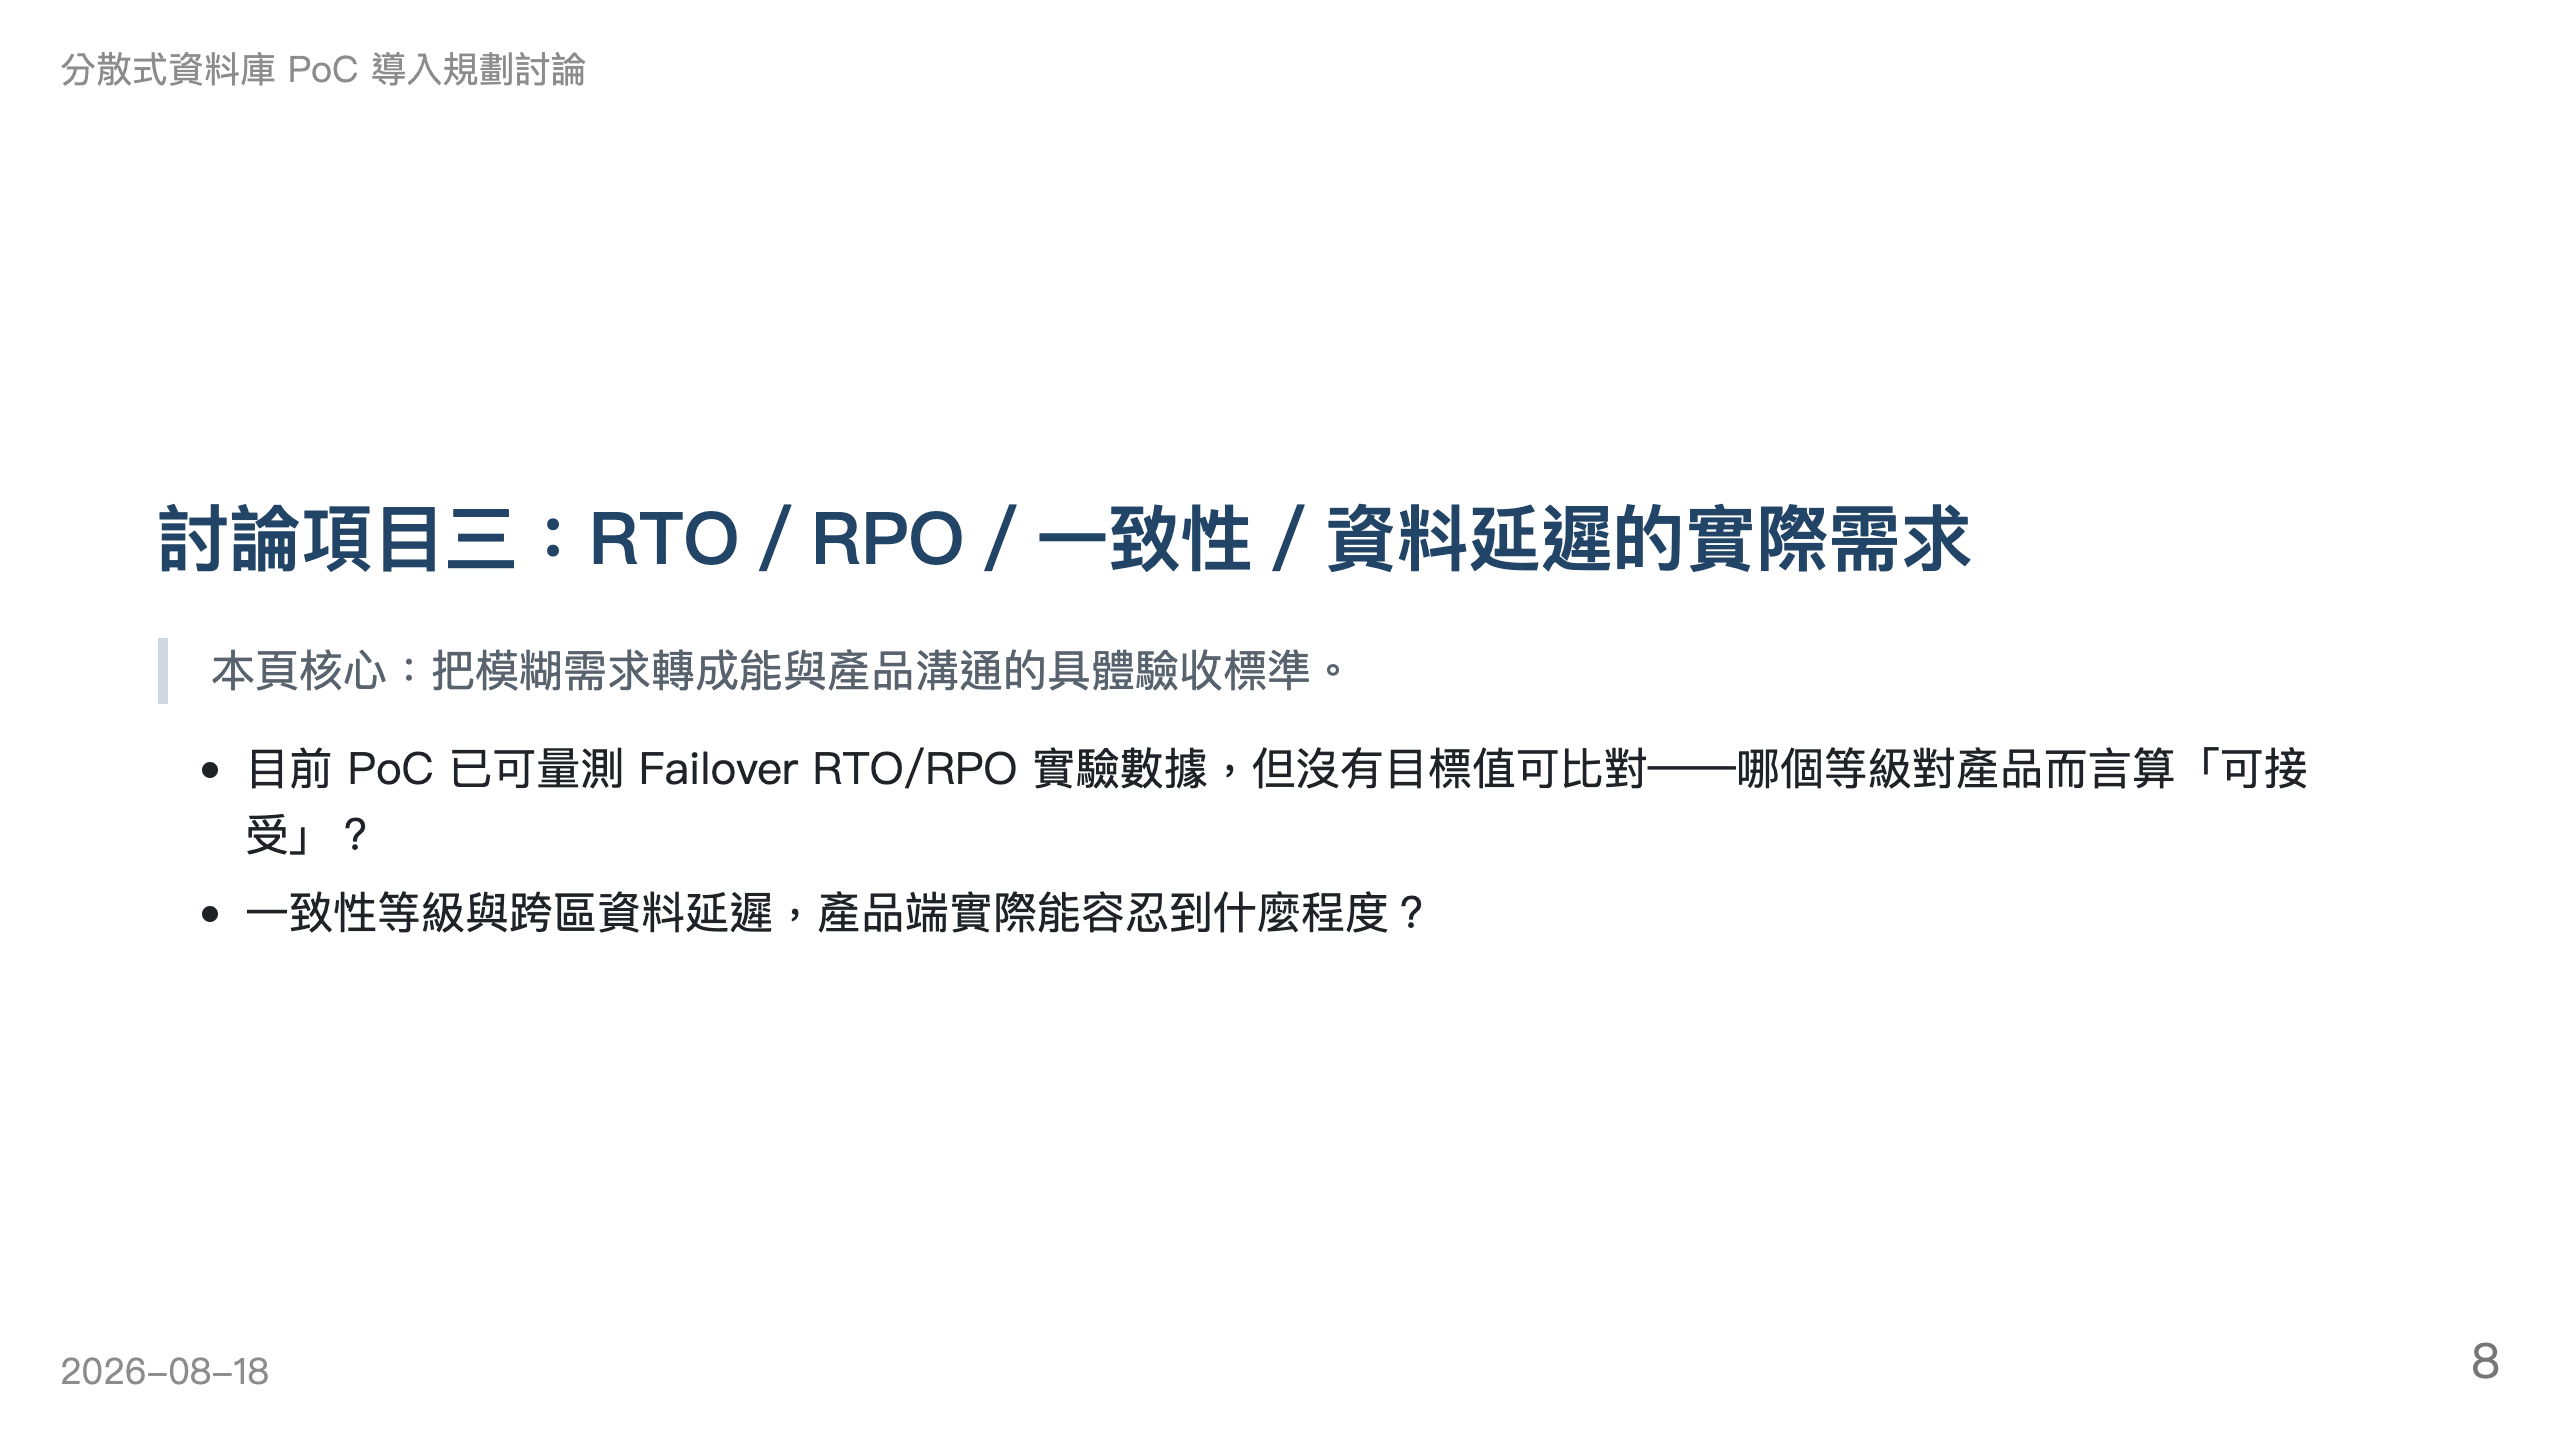 分散式資料庫 PoC 導入規劃討論
討論項目三：RTO / RPO / 一致性 / 資料延遲的實際需求
本頁核心：把模糊需求轉成能與產品溝通的具體驗收標準。
• 目前 PoC 已可量測 Failover RTO/RPO 實驗數據，但沒有目標值可比對——哪個等級對產品而言算「可接
受」？
• 一致性等級與跨區資料延遲，產品端實際能容忍到什麼程度？
2026-08-18
8